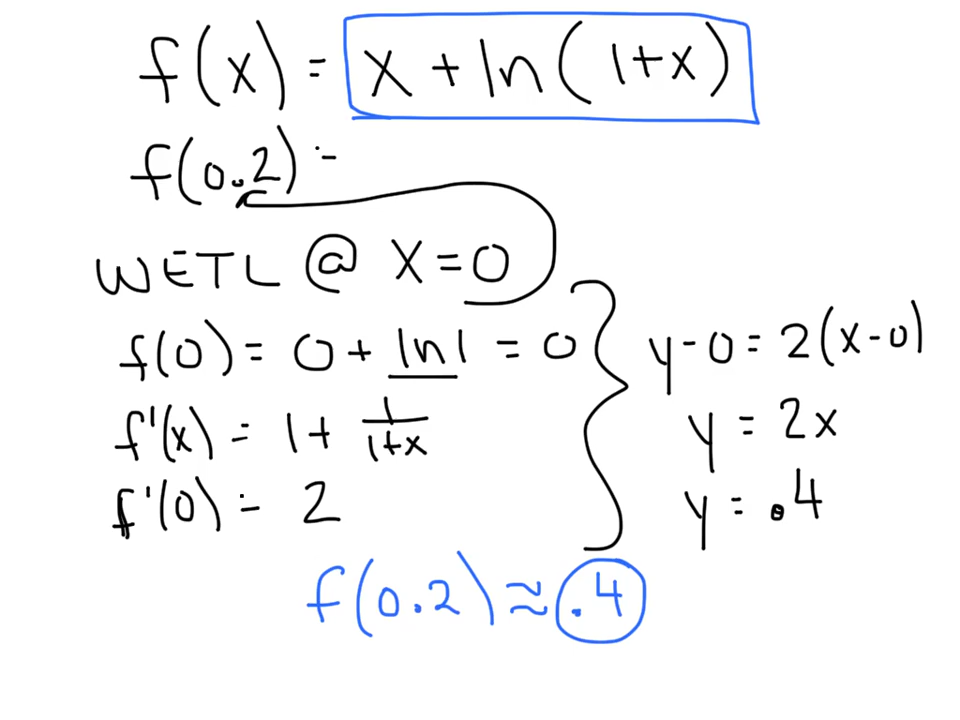 f(x) = x + ln(1+x)
f(0.2) =
WETL @ x=0
f(0) = 0 + ln1 = 0
f'(x) = 1 + 1/(1+x)
f'(0) = 2
y-0 = 2(x-0)
y = 2x
y = .4
f(0.2) ≈ .4